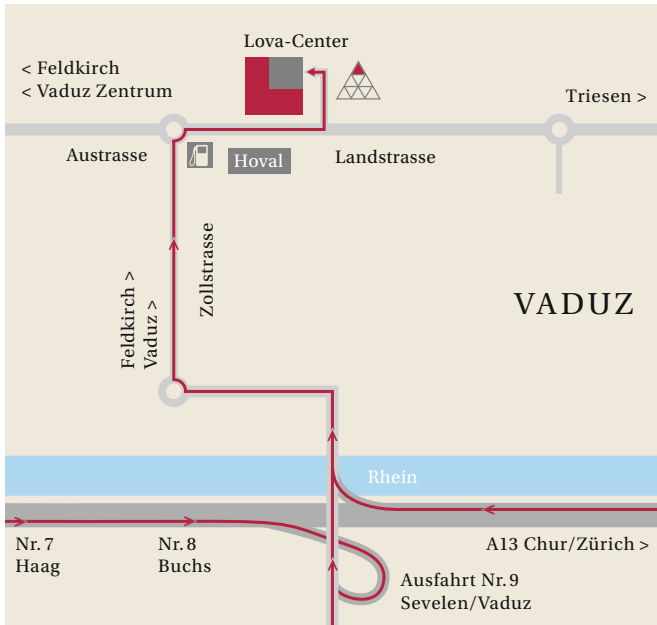 Lova-Center
< Feldkirch
< Vaduz Zentrum
Triesen >
Austrasse
Hoval
Landstrasse
Zollstrasse
Feldkirch >
Vaduz >
VADUZ
Rhein
Nr. 7
Haag
Nr. 8
Buchs
A13 Chur/Zürich >
Ausfahrt Nr. 9
Sevelen/Vaduz